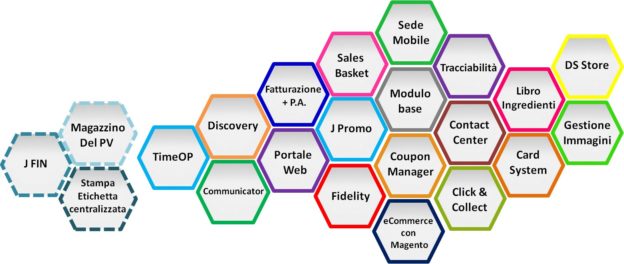 J FIN
Magazzino
Del PV
Stampa
Etichetta
centralizzata
TimeOP
Discovery
Communicator
Fatturazione
+ P.A.
Portale
Web
Sales
Basket
J Promo
Fidelity
Sede
Mobile
Modulo
base
Coupon
Manager
eCommerce
con
Magento
Tracciabilità
Contact
Center
Click &
Collect
Libro
Ingredienti
Card
System
DS Store
Gestione
Immagini